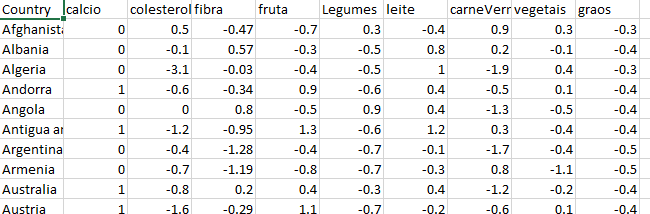 Country calcio colesterol fibra fruta Legumes leite carneVerr vegetais graos
Afghanista 0 0.5 -0.47 -0.7 0.3 -0.4 0.9 0.3 -0.3
Albania 0 -0.1 0.57 -0.3 -0.5 0.8 0.2 -0.1 -0.4
Algeria 0 -3.1 -0.03 -0.4 -0.5 1 -1.9 0.4 -0.3
Andorra 1 -0.6 -0.34 0.9 -0.6 0.4 -0.5 0.1 -0.4
Angola 0 0 0.8 -0.5 0.9 0.4 -1.3 -0.5 -0.4
Antigua ar 1 -1.2 -0.95 1.3 -0.6 1.2 0.3 -0.4 -0.4
Argentina 0 -0.4 -1.28 -0.4 -0.7 -0.1 -1.7 -0.4 -0.5
Armenia 0 -0.7 -1.19 -0.8 -0.7 -0.3 0.8 -1.1 -0.5
Australia 1 -0.8 0.2 0.4 -0.3 0.4 -1.2 -0.2 -0.4
Austria 1 -1.6 -0.29 1.1 -0.7 -0.2 -0.6 0.1 -0.4